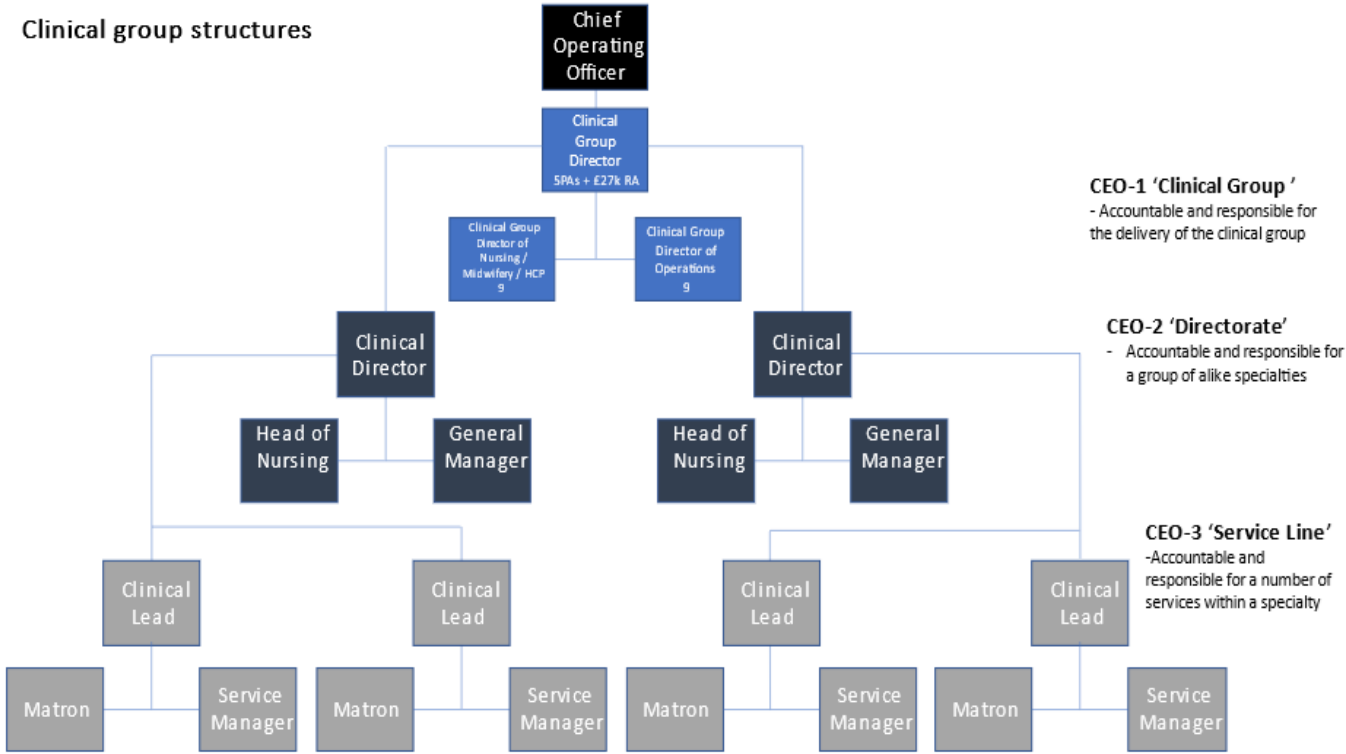 Clinical group structures
Chief
Operating
Officer
Clinical
Group
Director
5PAs + £27k RA
CEO-1 ‘Clinical Group ’
- Accountable and responsible for
the delivery of the clinical group
Clinical Group
Director of
Nursing /
Midwifery / HCP
9
Clinical Group
Director of
Operations
9
CEO-2 ‘Directorate’
- Accountable and responsible for
a group of alike specialties
Clinical
Director
Clinical
Director
Head of
Nursing
General
Manager
Head of
Nursing
General
Manager
CEO-3 ‘Service Line’
-Accountable and
responsible for a number of
services within a specialty
Clinical
Lead
Clinical
Lead
Clinical
Lead
Clinical
Lead
Matron
Service
Manager
Matron
Service
Manager
Matron
Service
Manager
Matron
Service
Manager